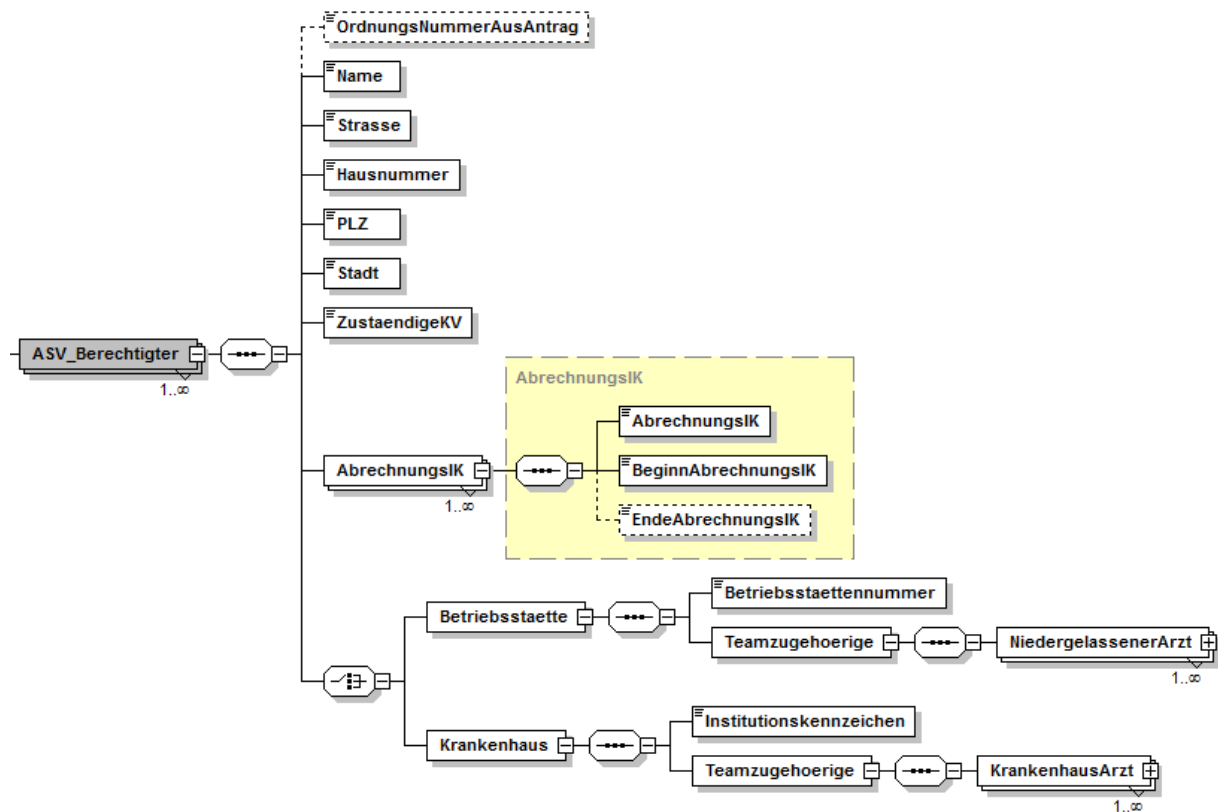 OrdnungsNummerAusAntrag
Name
Strasse
Hausnummer
PLZ
Stadt
ZustaendigeKV
ASV_Berechtigter
1..∞
AbrechnungsIK
AbrechnungsIK
AbrechnungsIK
1..∞
BeginnAbrechnungsIK
EndeAbrechnungsIK
Betriebsstaette
Betriebsstaettennummer
Teamzugehoerige
NiedergelassenerArzt
1..∞
Krankenhaus
Institutionskennzeichen
Teamzugehoerige
KrankenhausArzt
1..∞